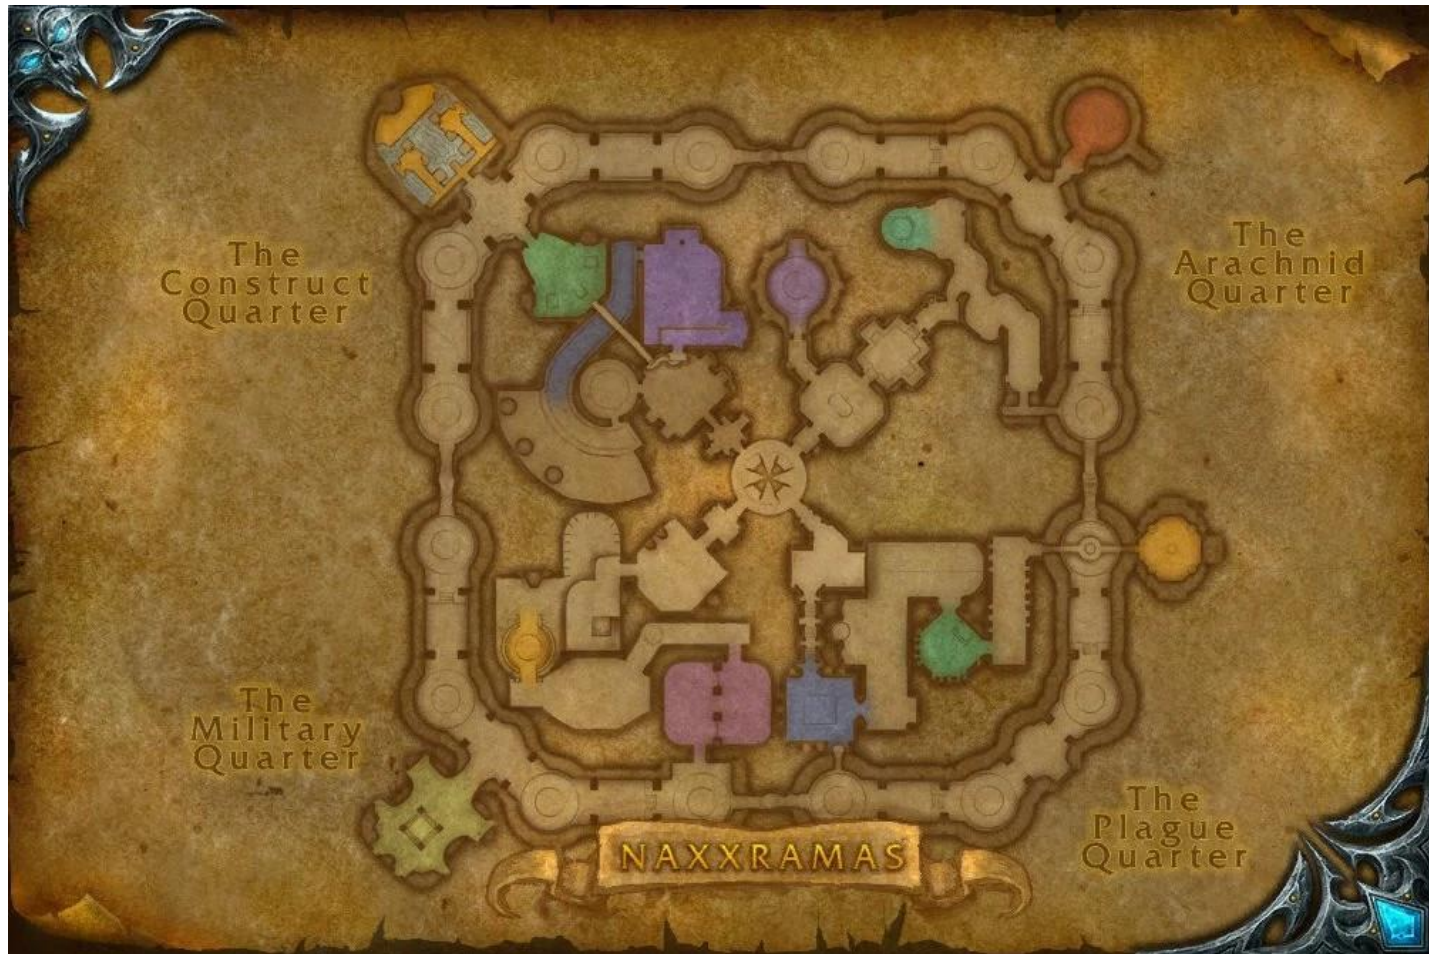 The
Construct
Quarter
The
Arachnid
Quarter
The
Military
Quarter
The
Plague
Quarter
NAXXRAMAS